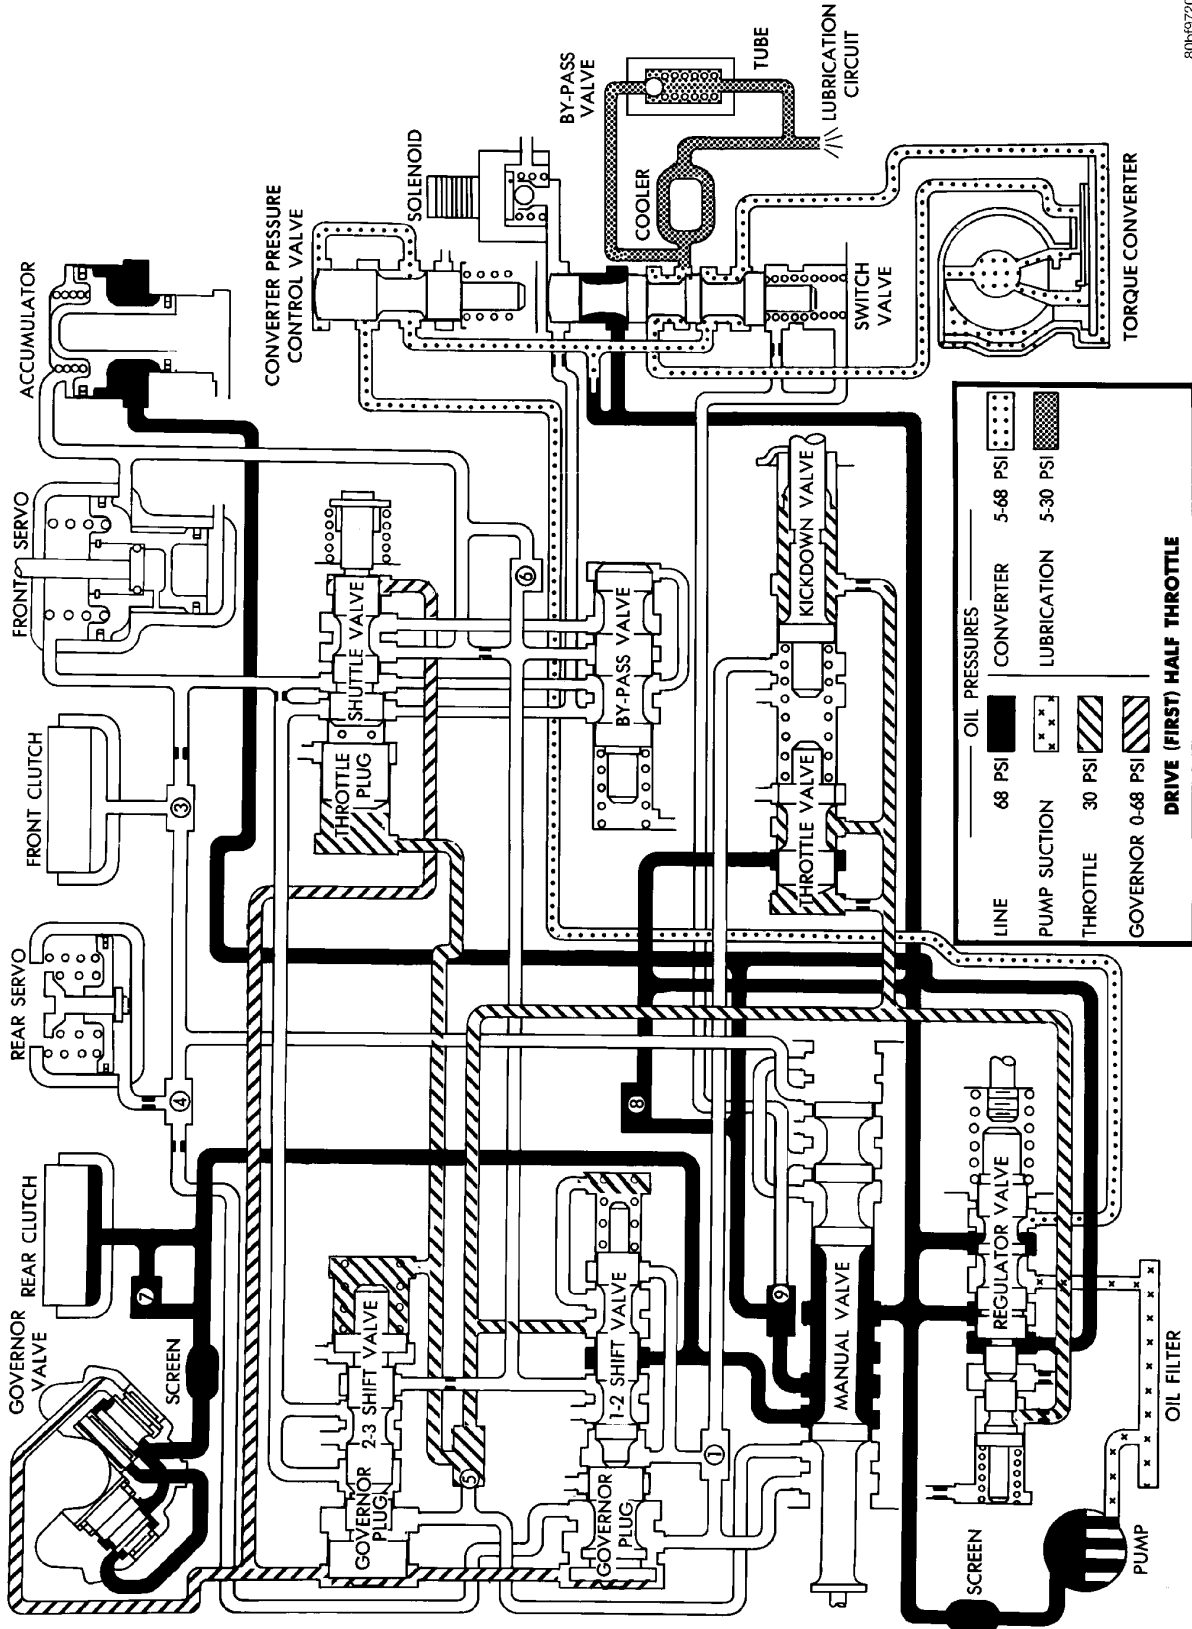 GOVERNOR
VALVE
REAR CLUTCH
REAR SERVO
FRONT CLUTCH
FRONT SERVO
ACCUMULATOR
SCREEN
7
4
3
CONVERTER PRESSURE
CONTROL VALVE
SOLENOID
BY-PASS
VALVE
TUBE
COOLER
LUBRICATION
CIRCUIT
SWITCH
VALVE
TORQUE CONVERTER
GOVERNOR
PLUG
2-3 SHIFT VALVE
THROTTLE
PLUG
SHUTTLE VALVE
6
5
GOVERNOR
PLUG
1-2 SHIFT VALVE
BY-PASS VALVE
8
1
9
THROTTLE VALVE
KICKDOWN VALVE
MANUAL VALVE
REGULATOR VALVE
SCREEN
PUMP
OIL FILTER
OIL PRESSURES
LINE 68 PSI
CONVERTER 5-68 PSI
PUMP SUCTION
LUBRICATION 5-30 PSI
THROTTLE 30 PSI
GOVERNOR 0-68 PSI
DRIVE (FIRST) HALF THROTTLE